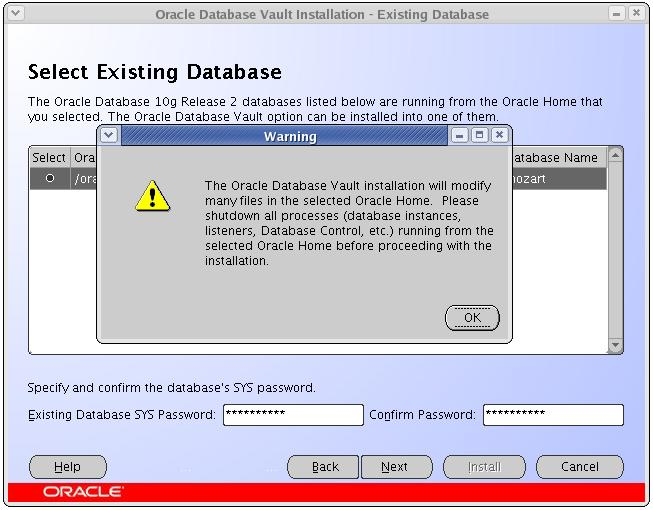 Oracle Database Vault Installation - Existing Database
Select Existing Database
The Oracle Database 10g Release 2 databases listed below are running from the Oracle Home that
you selected. The Oracle Database Vault option can be installed into one of them.
Warning
Select
Ora
atabase Name
/ora
ozart
The Oracle Database Vault installation will modify
many files in the selected Oracle Home. Please
shutdown all processes (database instances,
listeners, Database Control, etc.) running from the
selected Oracle Home before proceeding with the
installation.
OK
Specify and confirm the database's SYS password.
Existing Database SYS Password: **********
Confirm Password: **********
Help
Back
Next
Install
Cancel
ORACLE